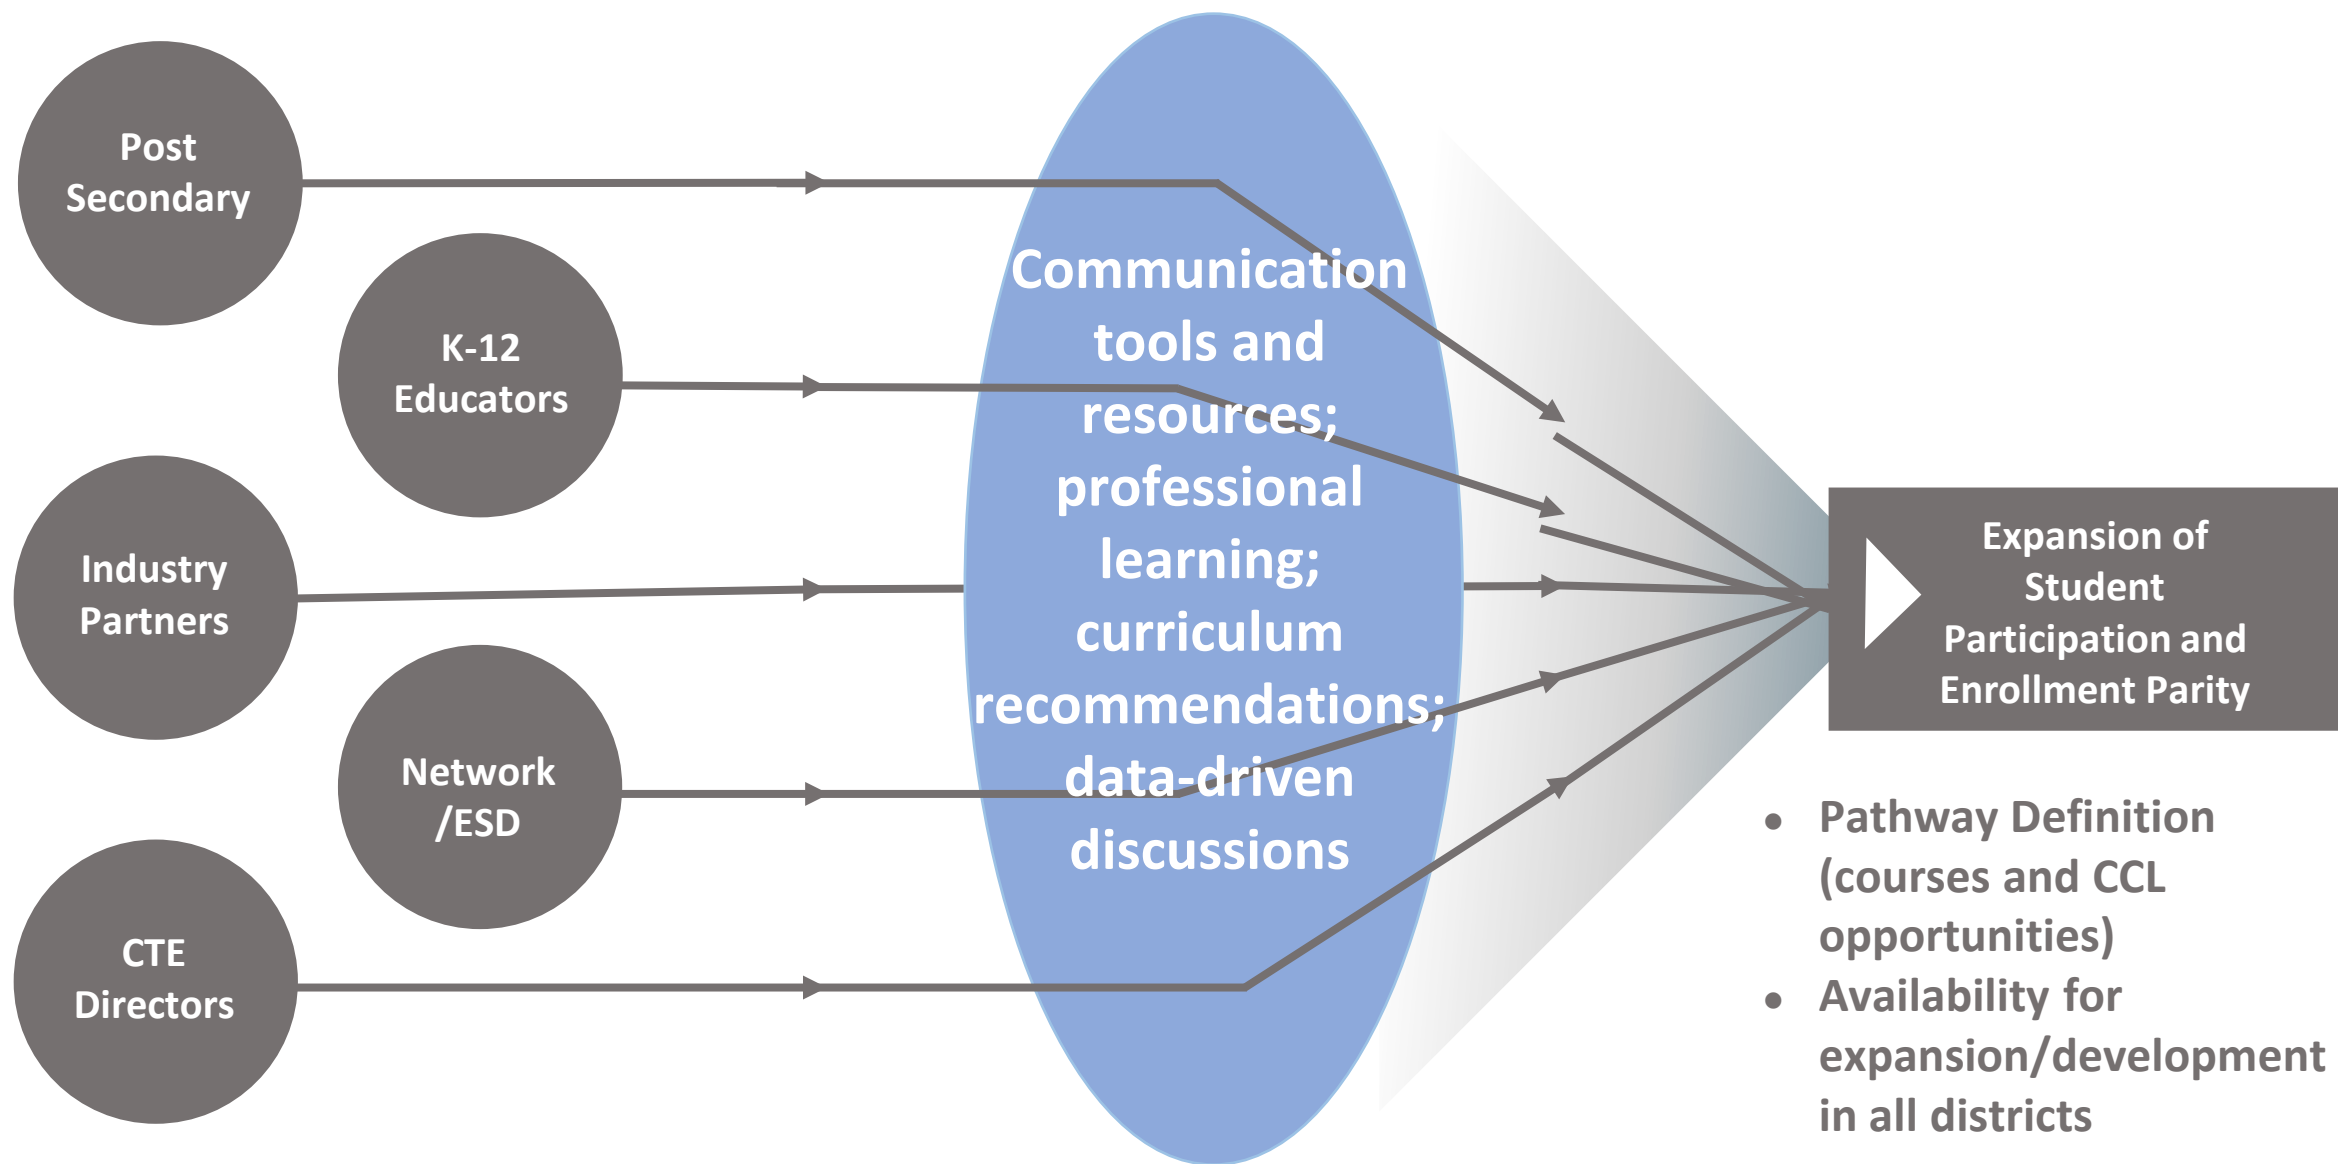 Post
Secondary
K-12
Educators
Industry
Partners
Network
/ESD
CTE
Directors
Communication
tools and
resources;
professional
learning;
curriculum
recommendations;
data-driven
discussions
Expansion of
Student
Participation and
Enrollment Parity
• Pathway Definition
(courses and CCL
opportunities)
• Availability for
expansion/development
in all districts